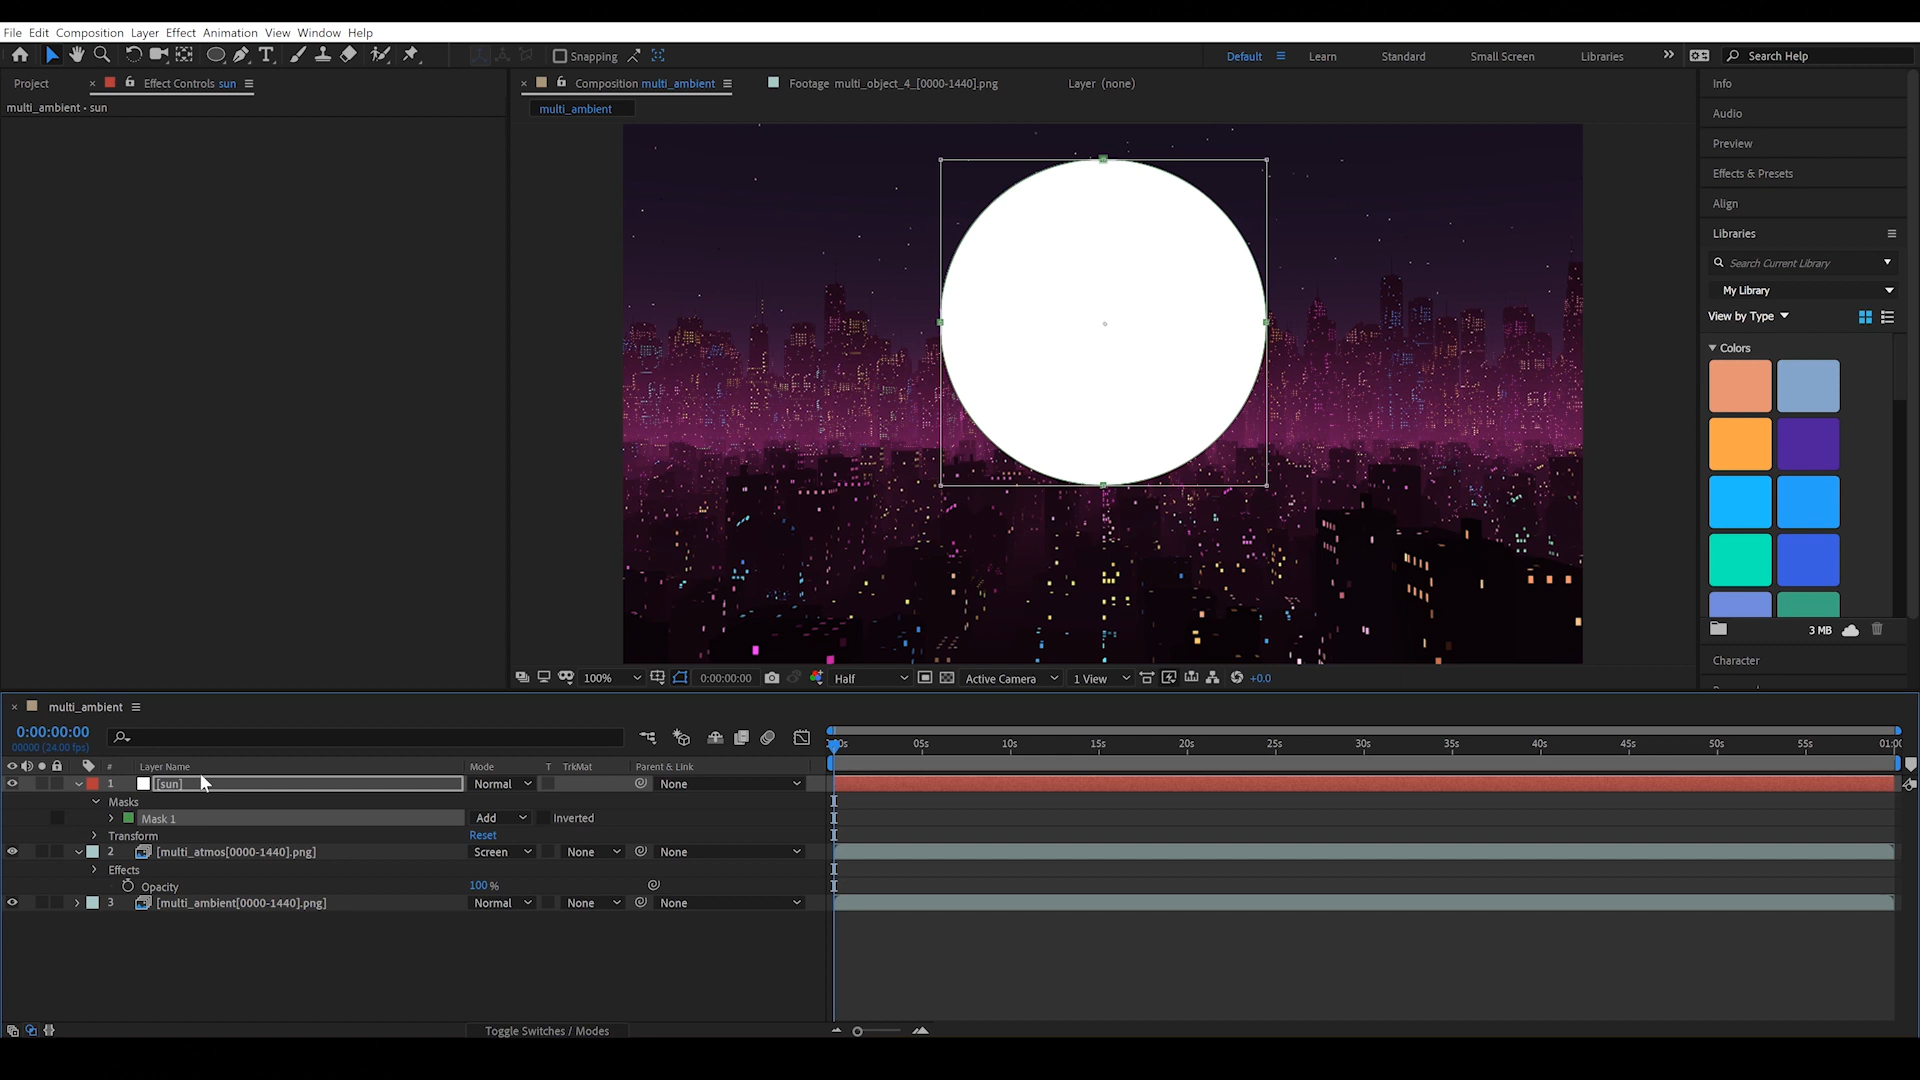 File Edit Composition Layer Effect Animation View Window Help
Snapping
Default
Learn
Standard
Small Screen
Libraries
Search Help
Project
Effect Controls sun
Composition multi_ambient
Footage multi_object_4_[0000-1440].png
Layer (none)
multi_ambient • sun
multi_ambient
Info
Audio
Preview
Effects & Presets
Align
Libraries
Search Current Library
My Library
View by Type
Colors
3 MB
Character
100%
0:00:00:00
Half
Active Camera
1 View
+0.0
multi_ambient
0:00:00:00
00000 (24.00 fps)
05s 10s 15s 20s 25s 30s 35s 40s 45s 50s 55s
# Layer Name Mode T TrkMat Parent & Link
1 [sun] Normal None
Masks
Mask 1 Add Inverted
Transform Reset
2 [multi_atmos[0000-1440].png] Screen None None
Effects
Opacity 100 %
3 [multi_ambient[0000-1440].png] Normal None None
Toggle Switches / Modes